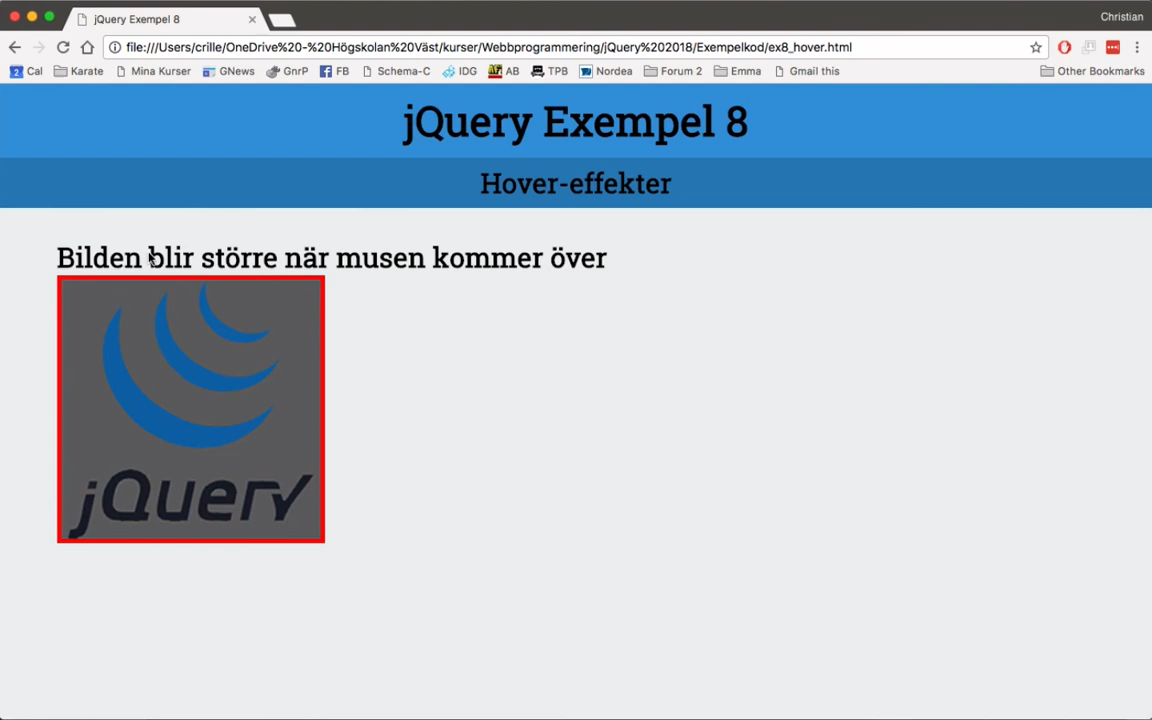 jQuery Exempel 8
Christian
file:///Users/crille/OneDrive%20-%20Högskolan%20Väst/kurser/Webbprogrammering/jQuery%202018/Exempelkod/ex8_hover.html
2 Cal Karate Mina Kurser GNews GnrP FB Schema-C IDG AB TPB Nordea Forum 2 Emma Gmail this Other Bookmarks
jQuery Exempel 8
Hover-effekter
Bilden blir större när musen kommer över
jQuery